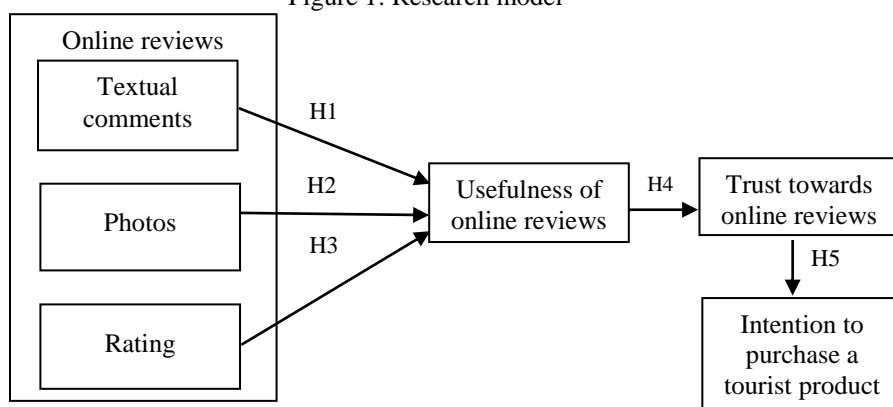 Figure 1: Research model
Online reviews
Textual
comments
H1
H2
Photos
H3
Rating
Usefulness of
online reviews
H4
Trust towards
online reviews
H5
Intention to
purchase a
tourist product